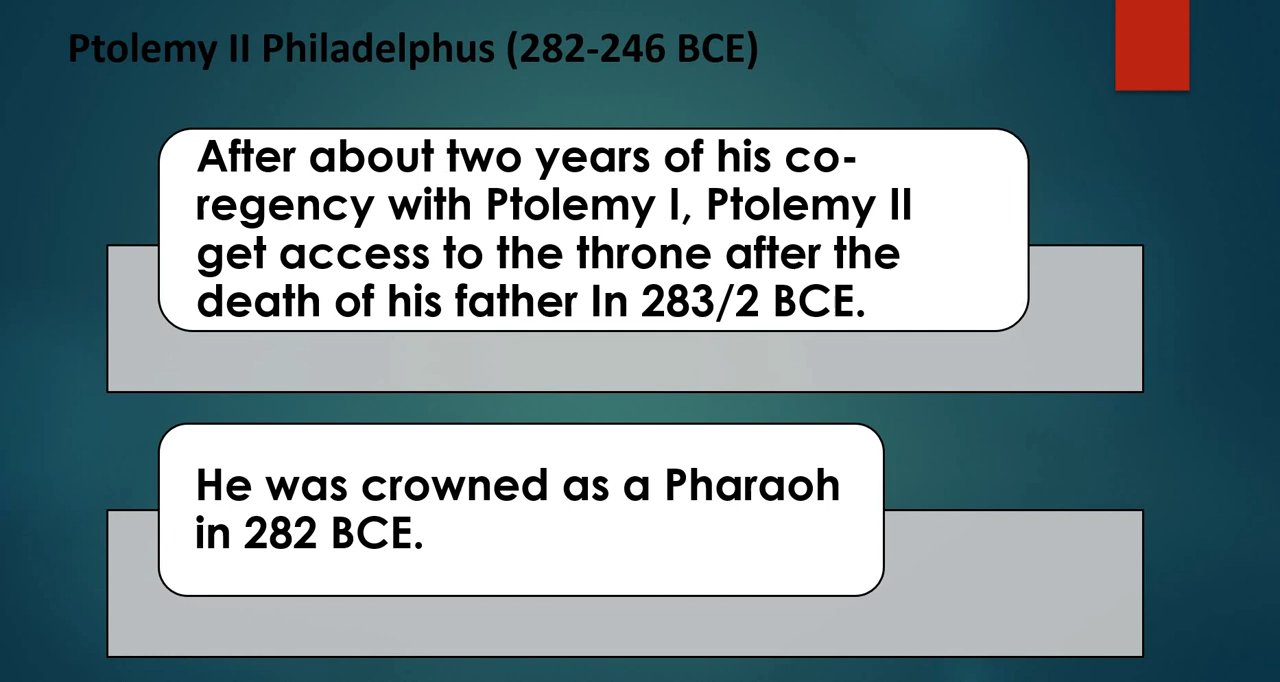 Ptolemy II Philadelphus (282-246 BCE)
After about two years of his co-
regency with Ptolemy I, Ptolemy II
get access to the throne after the
death of his father In 283/2 BCE.
He was crowned as a Pharaoh
in 282 BCE.